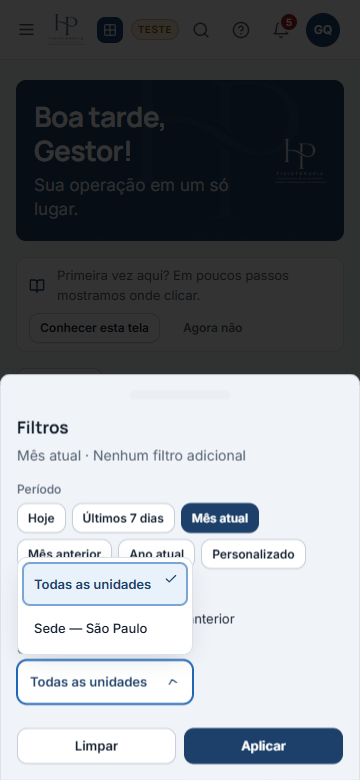 HP
TESTE
5
GQ
Boa tarde,
Gestor!
Sua operação em um só
lugar.
HP
Primeira vez aqui? Em poucos passos
mostramos onde clicar.
Conhecer esta tela
Agora não
Filtros
Mês atual · Nenhum filtro adicional
Período
Hoje
Últimos 7 dias
Mês atual
Mês anterior
Ano atual
Personalizado
Todas as unidades
nterior
Sede — São Paulo
Todas as unidades
Limpar
Aplicar